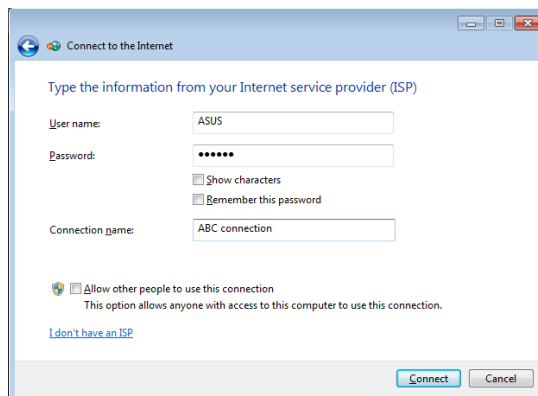 Connect to the Internet
Type the information from your Internet service provider (ISP)
User name: ASUS
Password: ••••••
Show characters
Remember this password
Connection name: ABC connection
Allow other people to use this connection
This option allows anyone with access to this computer to use this connection.
I don't have an ISP
Connect Cancel